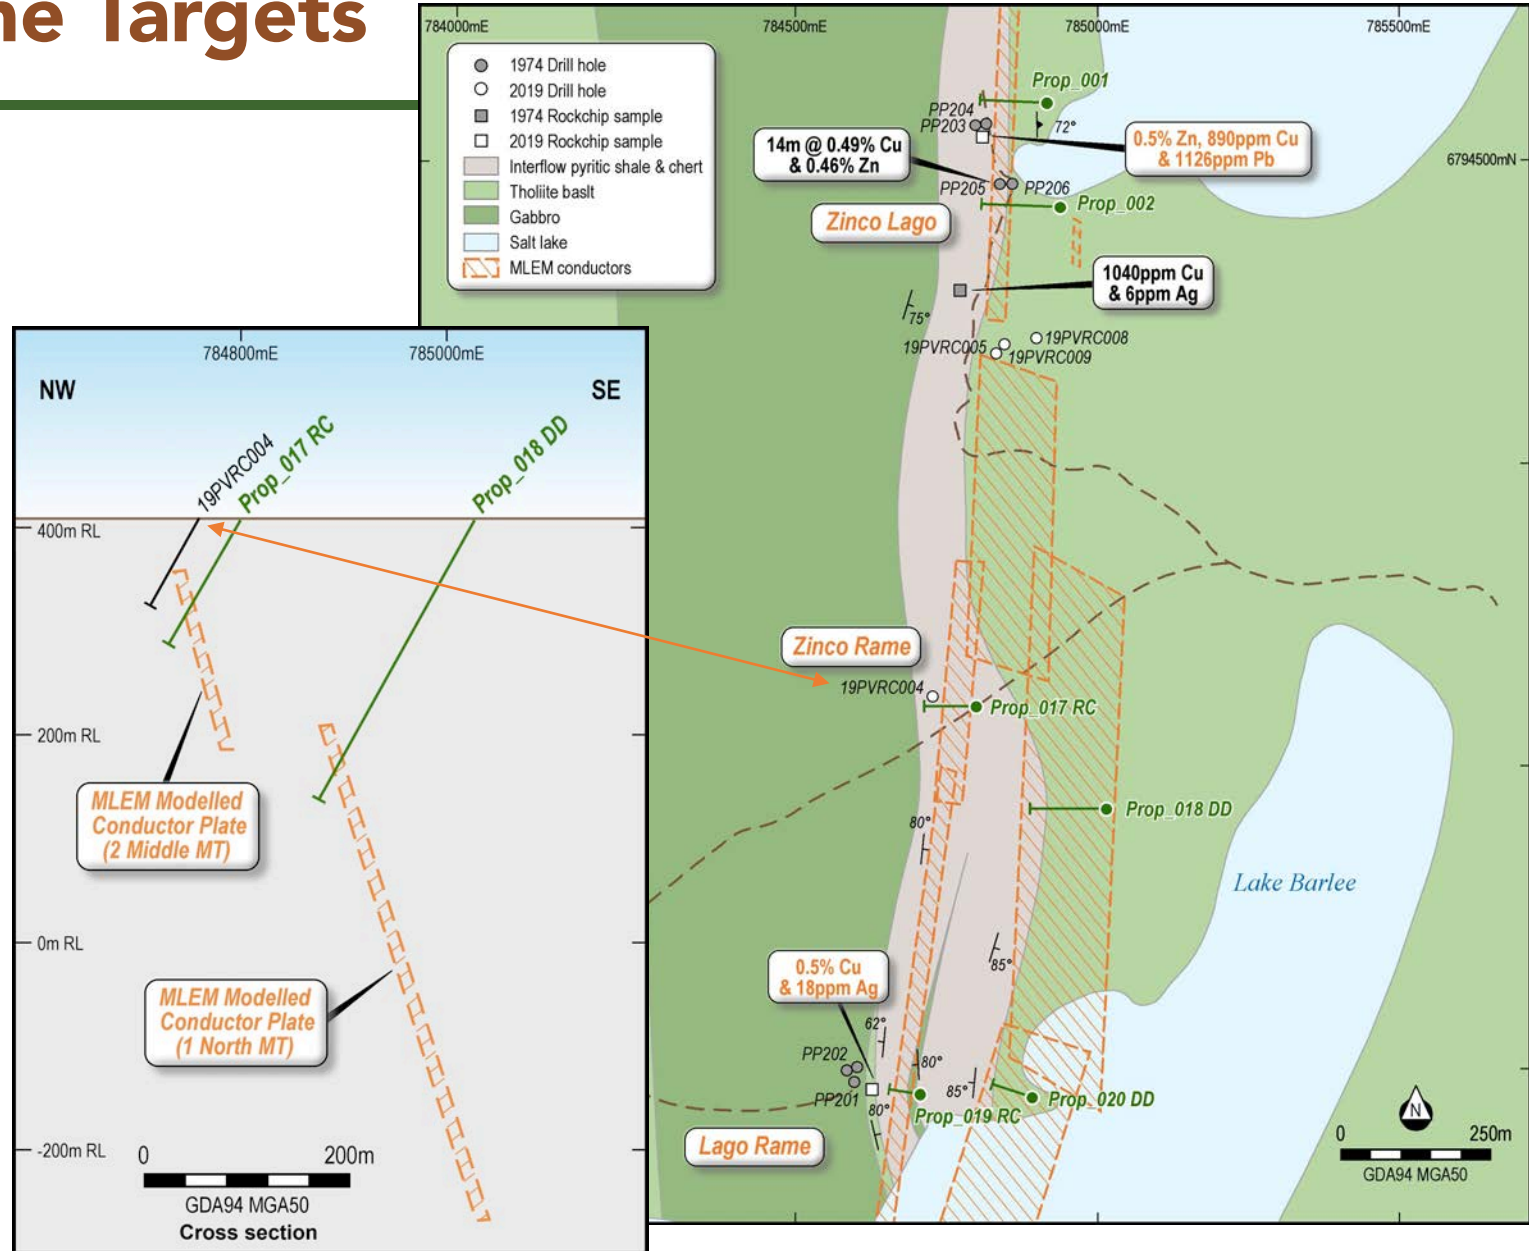 ne Targets
784000mE
784500mE
785000mE
785500mE
1974 Drill hole
2019 Drill hole
1974 Rockchip sample
2019 Rockchip sample
Interflow pyritic shale & chert
Tholiite baslt
Gabbro
Salt lake
MLEM conductors
Prop_001
PP204
PP203
72°
14m @ 0.49% Cu
& 0.46% Zn
0.5% Zn, 890ppm Cu
& 1126ppm Pb
6794500mN
PP205
PP206
Prop_002
Zinco Lago
1040ppm Cu
& 6ppm Ag
75°
19PVRC005
19PVRC008
19PVRC009
784800mE
785000mE
NW
SE
19PVRC004
Prop_017 RC
Prop_018 DD
400m RL
200m RL
0m RL
-200m RL
MLEM Modelled
Conductor Plate
(2 Middle MT)
MLEM Modelled
Conductor Plate
(1 North MT)
0
200m
GDA94 MGA50
Cross section
Zinco Rame
19PVRC004
Prop_017 RC
Prop_018 DD
80°
Lake Barlee
85°
0.5% Cu
& 18ppm Ag
62°
PP202
PP201
80°
80°
85°
Prop_019 RC
Prop_020 DD
Lago Rame
N
0
250m
GDA94 MGA50